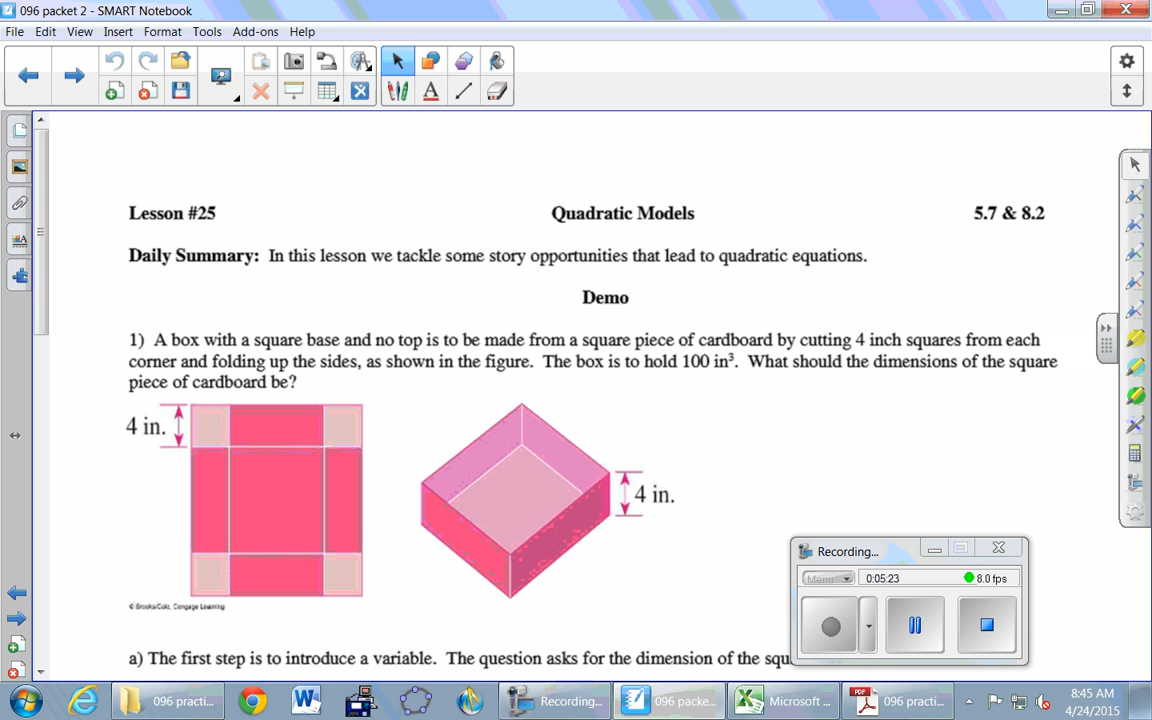 096 packet 2 - SMART Notebook
File Edit View Insert Format Tools Add-ons Help
Lesson #25 Quadratic Models 5.7 & 8.2
Daily Summary: In this lesson we tackle some story opportunities that lead to quadratic equations.
Demo
1) A box with a square base and no top is to be made from a square piece of cardboard by cutting 4 inch squares from each
corner and folding up the sides, as shown in the figure. The box is to hold 100 in³. What should the dimensions of the square
piece of cardboard be?
4 in.
4 in.
© Brooks/Cole, Cengage Learning
Recording...
Menu 0:05:23 8.0 fps
a) The first step is to introduce a variable. The question asks for the dimension of the squ
096 practi... Recording... 096 packe... Microsoft ... 096 practi...
8:45 AM
4/24/2015